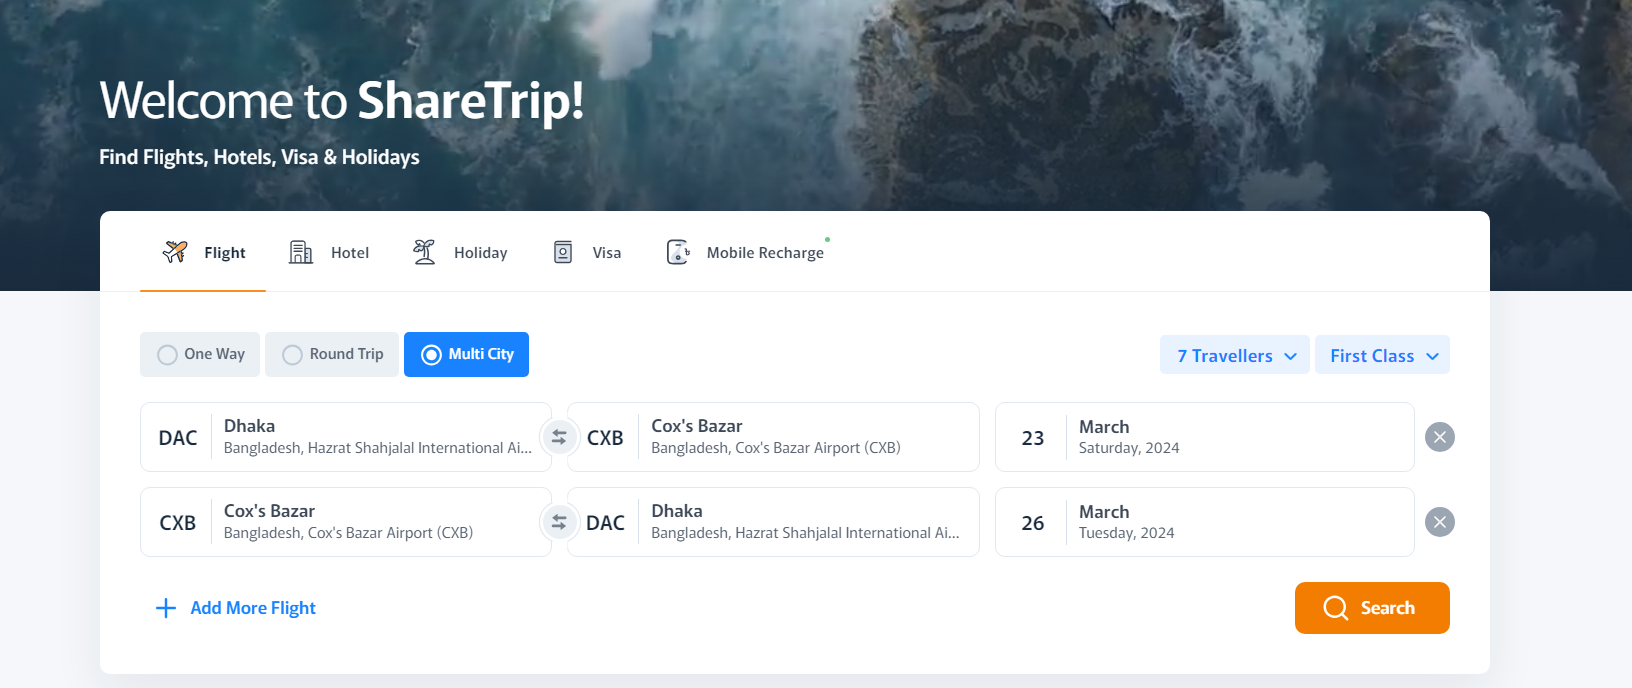 Welcome to ShareTrip!
Find Flights, Hotels, Visa & Holidays
Flight Hotel Holiday Visa Mobile Recharge
One Way Round Trip Multi City 7 Travellers First Class
DAC Dhaka CXB Cox's Bazar 23 March
Bangladesh, Hazrat Shahjalal International Ai... Bangladesh, Cox's Bazar Airport (CXB) Saturday, 2024
CXB Cox's Bazar DAC Dhaka 26 March
Bangladesh, Cox's Bazar Airport (CXB) Bangladesh, Hazrat Shahjalal International Ai... Tuesday, 2024
Add More Flight Search